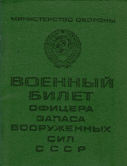 МИНИСТЕРСТВО ОБОРОНЫ
ВОЕННЫЙ
БИЛЕТ
ОФИЦЕРА
ЗАПАСА
ВООРУЖЕННЫХ
СИЛ
СССР